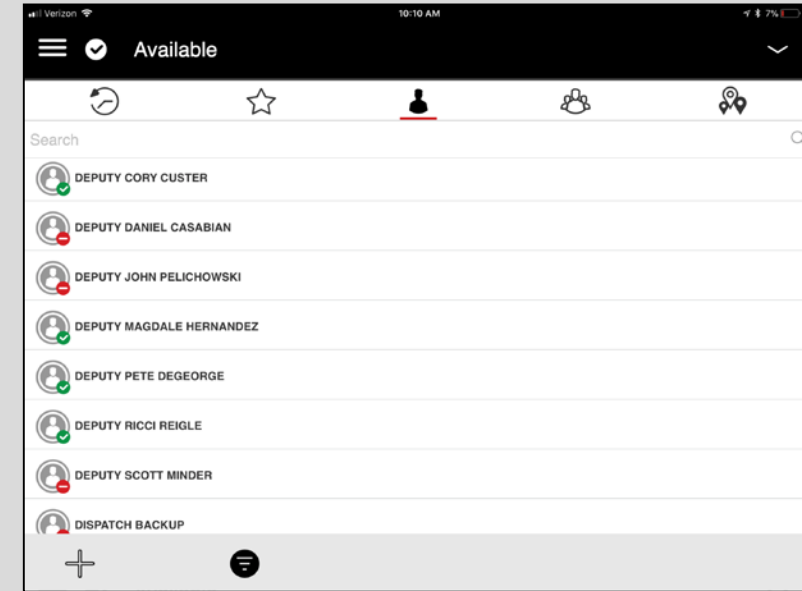 Verizon 10:10 AM 7%
Available
Search
DEPUTY CORY CUSTER
DEPUTY DANIEL CASABIAN
DEPUTY JOHN PELICHOWSKI
DEPUTY MAGDALE HERNANDEZ
DEPUTY PETE DEGEORGE
DEPUTY RICCI REIGLE
DEPUTY SCOTT MINDER
DISPATCH BACKUP